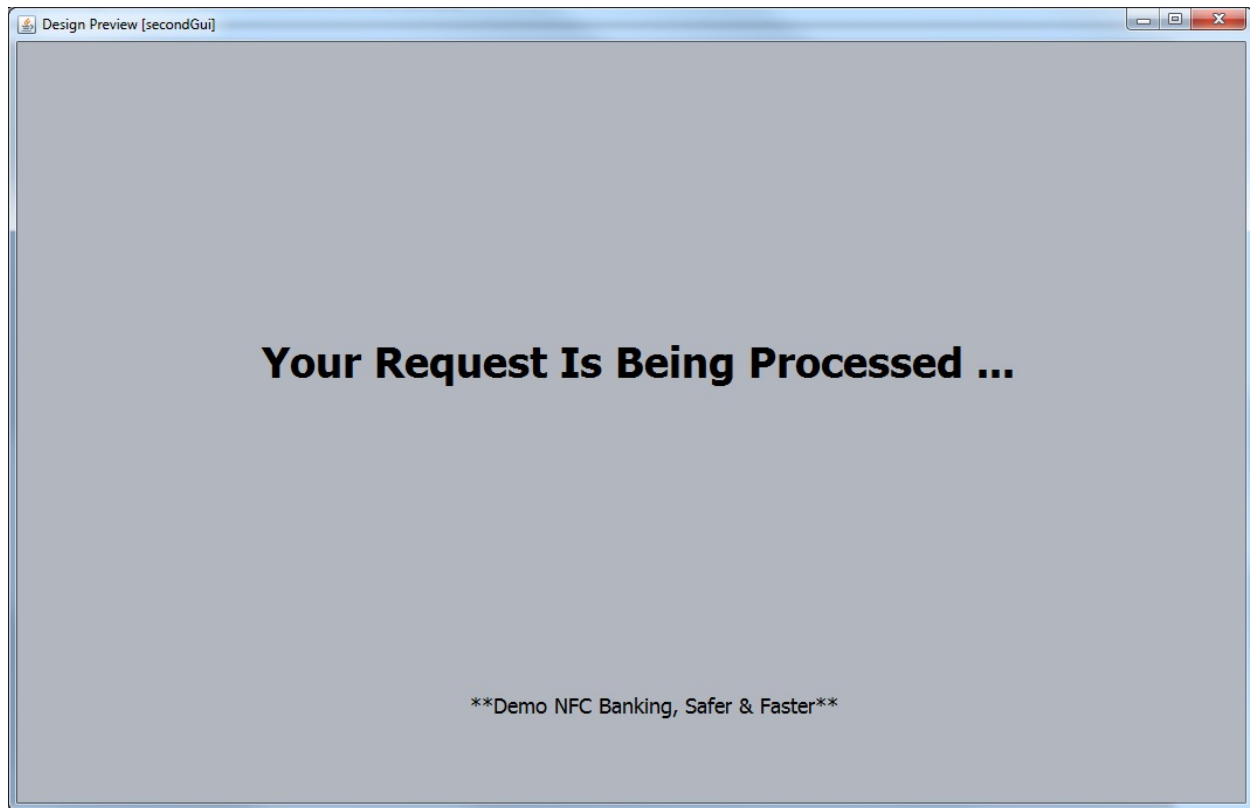 Design Preview [secondGui]
Your Request Is Being Processed ...
**Demo NFC Banking, Safer & Faster**